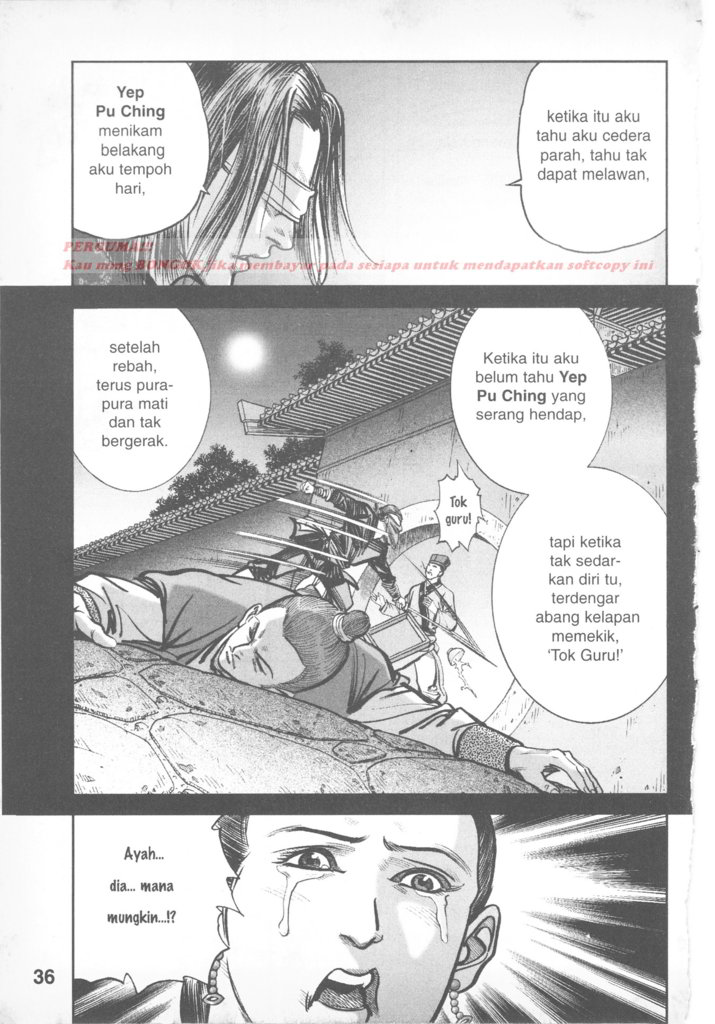 Yep
Pu Ching
menikam
belakang
aku tempoh
hari,
ketika itu aku
tahu aku cedera
parah, tahu tak
dapat melawan,
PERGUMAI!!
Kau mmg BONGOK jika membayar pada sesiapa untuk mendapatkan softcopy ini
setelah
rebah,
terus pura-
pura mati
dan tak
bergerak.
Ketika itu aku
belum tahu Yep
Pu Ching yang
serang hendap,
Tok
guru!
tapi ketika
tak sedar-
kan diri tu,
terdengar
abang kelapan
memekik,
‘Tok Guru!’
Ayah...
dia... mana
mungkin...!?
36